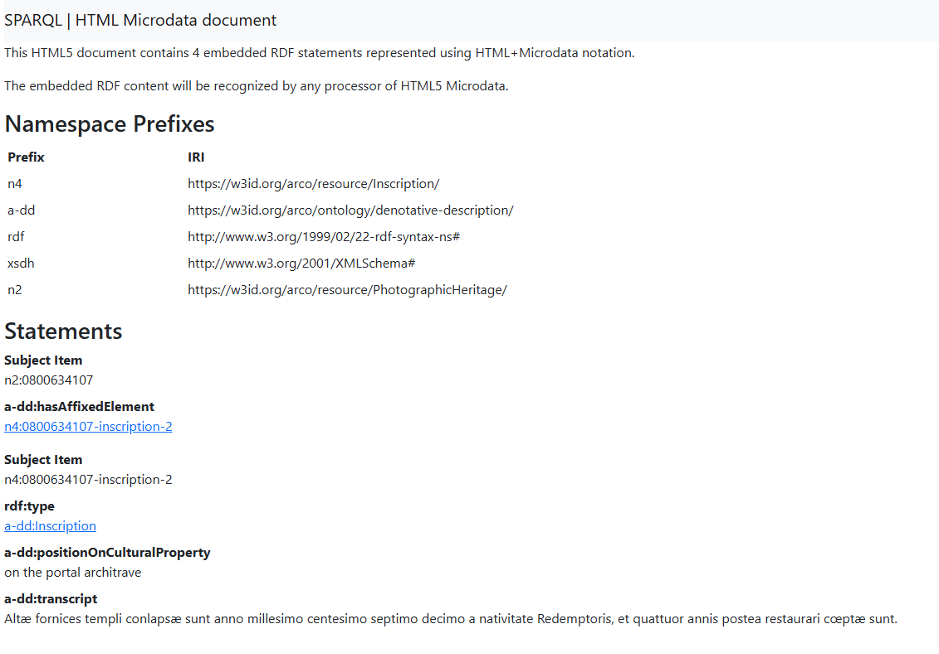 SPARQL | HTML Microdata document
This HTML5 document contains 4 embedded RDF statements represented using HTML+Microdata notation.
The embedded RDF content will be recognized by any processor of HTML5 Microdata.
Namespace Prefixes
Prefix IRI
n4 https://w3id.org/arco/resource/Inscription/
a-dd https://w3id.org/arco/ontology/denotative-description/
rdf http://www.w3.org/1999/02/22-rdf-syntax-ns#
xsdh http://www.w3.org/2001/XMLSchema#
n2 https://w3id.org/arco/resource/PhotographicHeritage/
Statements
Subject Item
n2:0800634107
a-dd:hasAffixedElement
n4:0800634107-inscription-2
Subject Item
n4:0800634107-inscription-2
rdf:type
a-dd:Inscription
a-dd:positionOnCulturalProperty
on the portal architrave
a-dd:transcript
Altæ fornices templi conlapsæ sunt anno millesimo centesimo septimo decimo a nativitate Redemptoris, et quattuor annis postea restaurari cœptæ sunt.